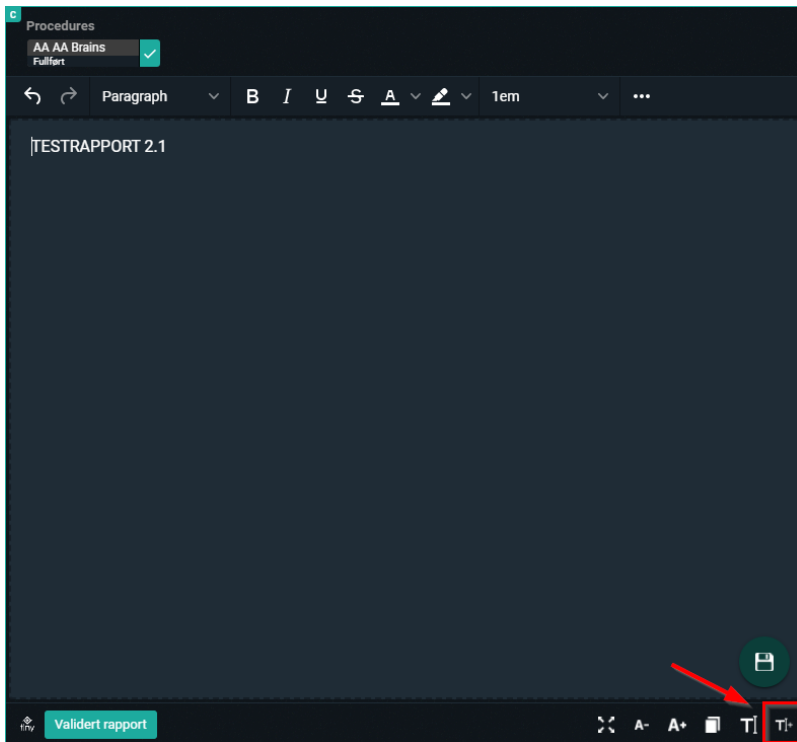 C
Procedures
AA AA Brains
Fullført
Paragraph
B I U S A 1em
TESTRAPPORT 2.1
tiny
Validert rapport
A- A+ T T+